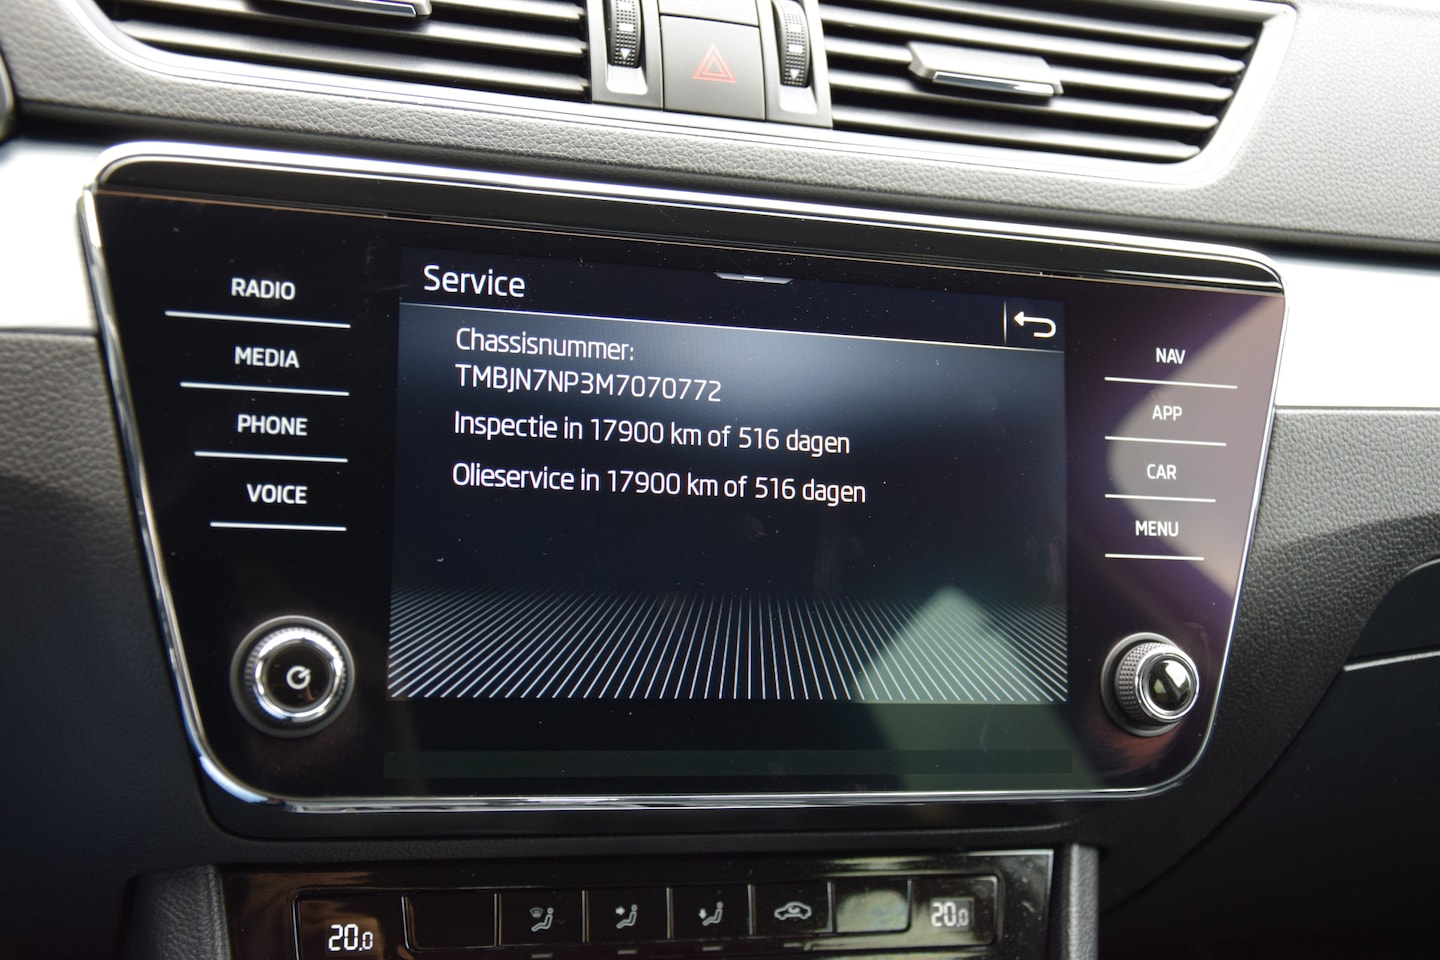 Service
Chassisnummer:
TMBJN7NP3M7070772
Inspectie in 17900 km of 516 dagen
Olieservice in 17900 km of 516 dagen
RADIO
MEDIA
PHONE
VOICE
NAV
APP
CAR
MENU
20.0
20.0